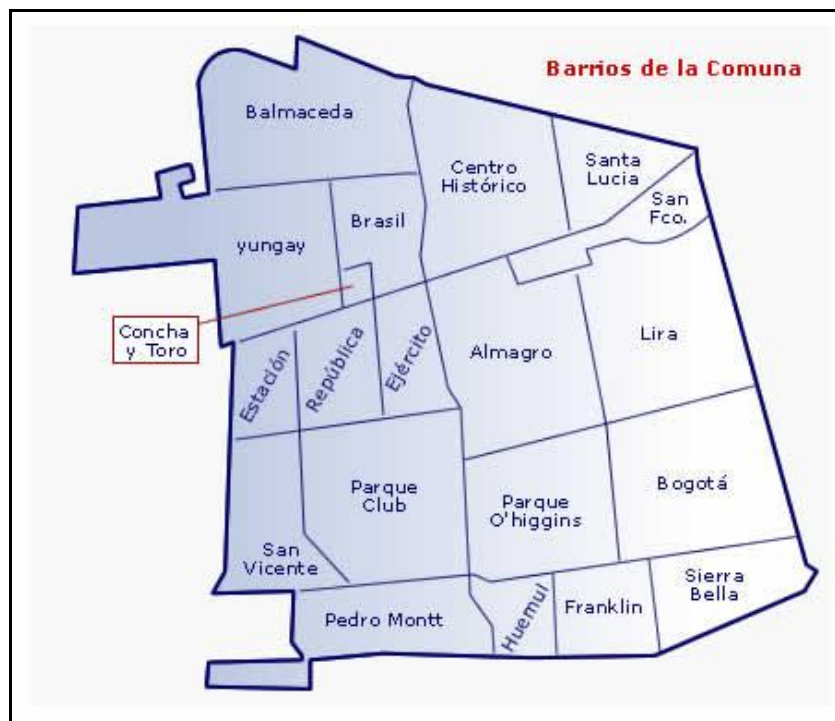 Barrios de la Comuna
Balmaceda
Centro
Histórico
Santa
Lucia
San
Fco.
Brasil
yungay
Concha
y Toro
Estación
República
Ejército
Almagro
Lira
Parque
Club
Parque
O'higgins
Bogotá
San
Vicente
Pedro Montt
Huemul
Franklin
Sierra
Bella